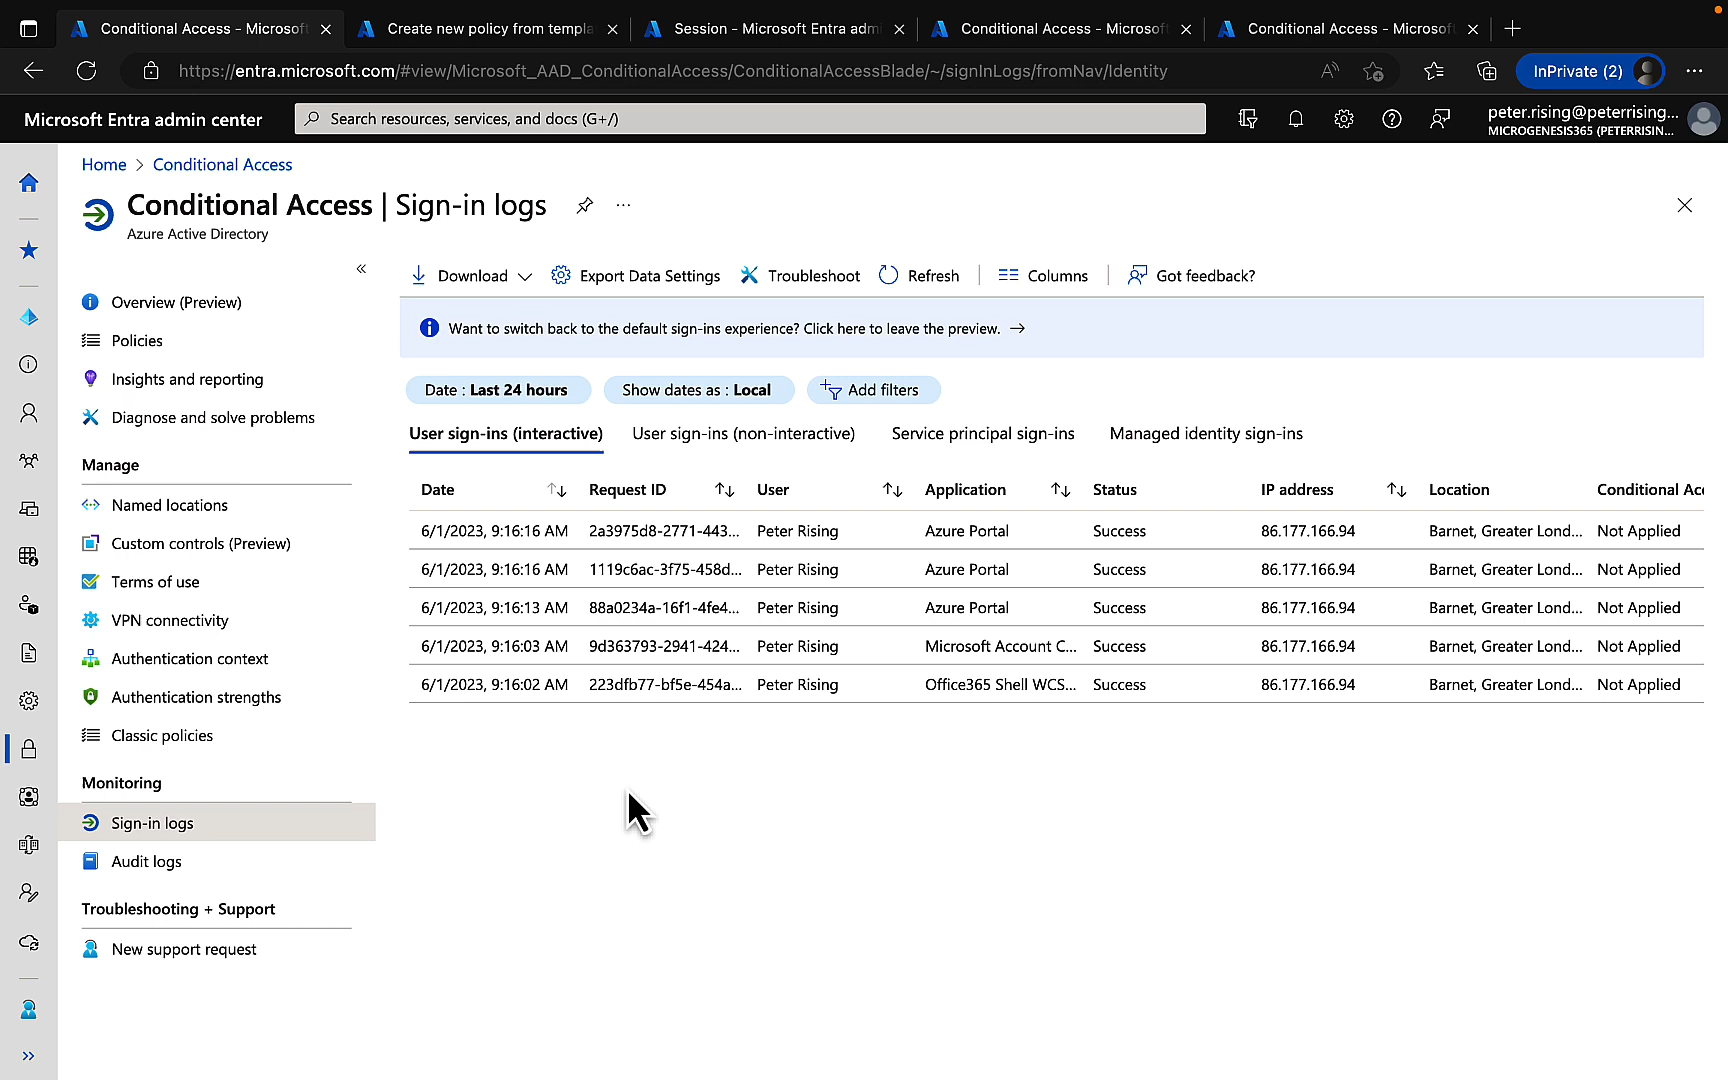 Conditional Access - Microsoft
Create new policy from templa
Session - Microsoft Entra adm
Conditional Access - Microsof
Conditional Access - Microsof
https://entra.microsoft.com/#view/Microsoft_AAD_ConditionalAccess/ConditionalAccessBlade/~/signInLogs/fromNav/Identity
InPrivate (2)
Microsoft Entra admin center
Search resources, services, and docs (G+/)
peter.rising@peterrising...
MICROGENESIS365 (PETERRISIN...
Home > Conditional Access
Conditional Access | Sign-in logs
Azure Active Directory
Overview (Preview)
Policies
Insights and reporting
Diagnose and solve problems
Manage
Named locations
Custom controls (Preview)
Terms of use
VPN connectivity
Authentication context
Authentication strengths
Classic policies
Monitoring
Sign-in logs
Audit logs
Troubleshooting + Support
New support request
Download Export Data Settings Troubleshoot Refresh Columns Got feedback?
Want to switch back to the default sign-ins experience? Click here to leave the preview. →
Date : Last 24 hours Show dates as : Local Add filters
User sign-ins (interactive) User sign-ins (non-interactive) Service principal sign-ins Managed identity sign-ins
Date Request ID User Application Status IP address Location Conditional Acc
6/1/2023, 9:16:16 AM 2a3975d8-2771-443... Peter Rising Azure Portal Success 86.177.166.94 Barnet, Greater Lond... Not Applied
6/1/2023, 9:16:16 AM 1119c6ac-3f75-458d... Peter Rising Azure Portal Success 86.177.166.94 Barnet, Greater Lond... Not Applied
6/1/2023, 9:16:13 AM 88a0234a-16f1-4fe4... Peter Rising Azure Portal Success 86.177.166.94 Barnet, Greater Lond... Not Applied
6/1/2023, 9:16:03 AM 9d363793-2941-424... Peter Rising Microsoft Account C... Success 86.177.166.94 Barnet, Greater Lond... Not Applied
6/1/2023, 9:16:02 AM 223dfb77-bf5e-454a... Peter Rising Office365 Shell WCS... Success 86.177.166.94 Barnet, Greater Lond... Not Applied